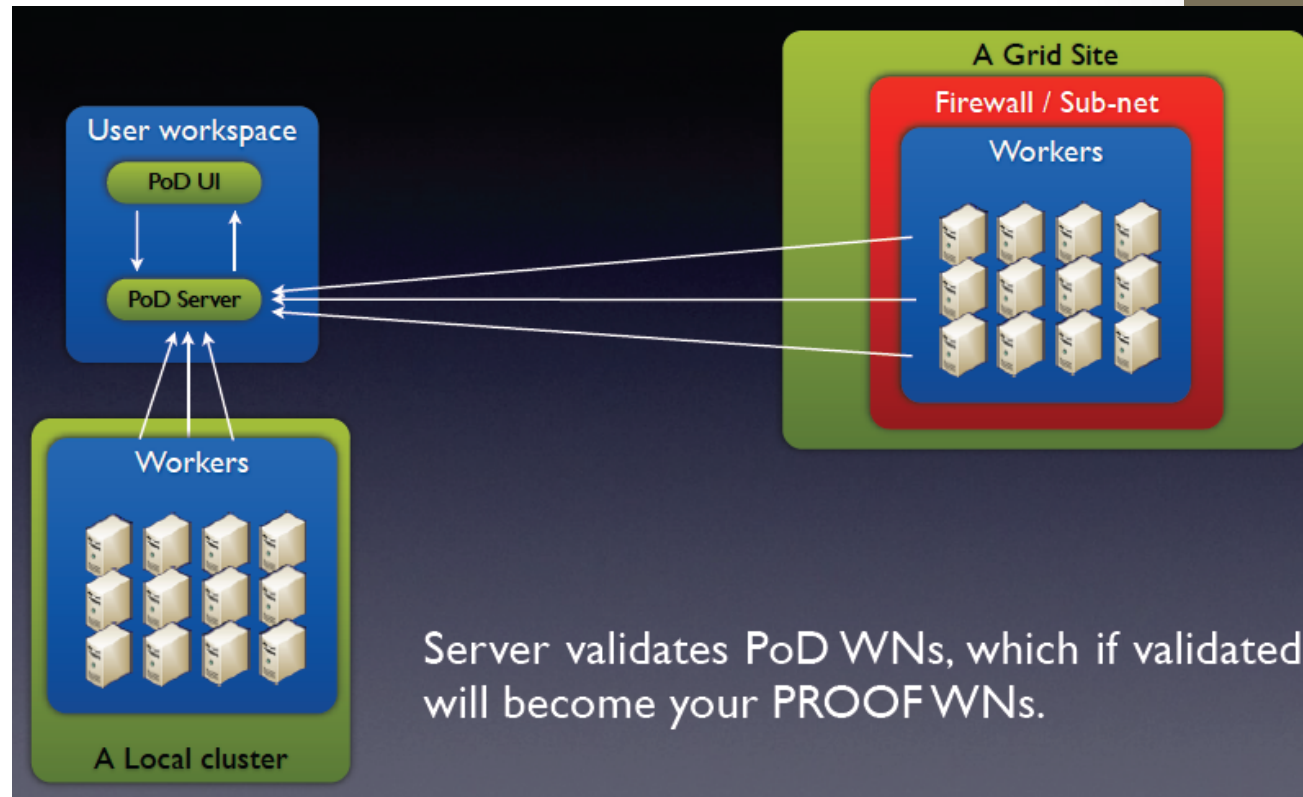 A Grid Site
Firewall / Sub-net
Workers
User workspace
PoD UI
PoD Server
Workers
A Local cluster
Server validates PoD WNs, which if validated
will become your PROOF WNs.